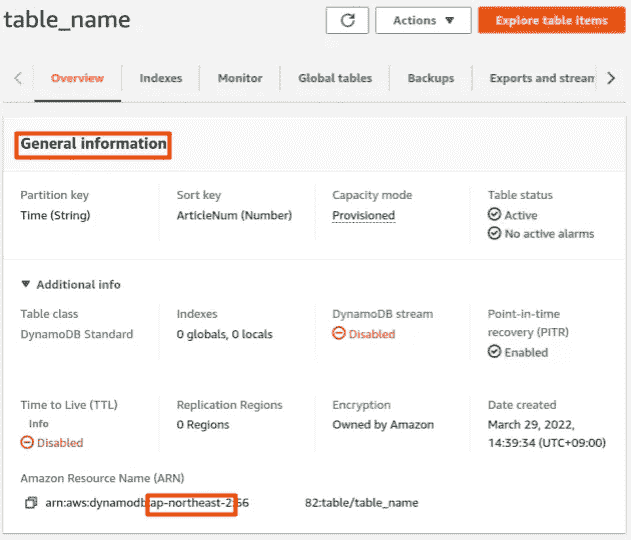 table_name
Actions
Explore table items
Overview
Indexes
Monitor
Global tables
Backups
Exports and stream
General information
Partition key
Time (String)
Sort key
ArticleNum (Number)
Capacity mode
Provisioned
Table status
Active
No active alarms
Additional info
Table class
DynamoDB Standard
Indexes
0 globals, 0 locals
DynamoDB stream
Disabled
Point-in-time
recovery (PITR)
Enabled
Time to Live (TTL)
Info
Disabled
Replication Regions
0 Regions
Encryption
Owned by Amazon
Date created
March 29, 2022,
14:39:34 (UTC+09:00)
Amazon Resource Name (ARN)
arn:aws:dynamodb:ap-northeast-2:56 82:table/table_name